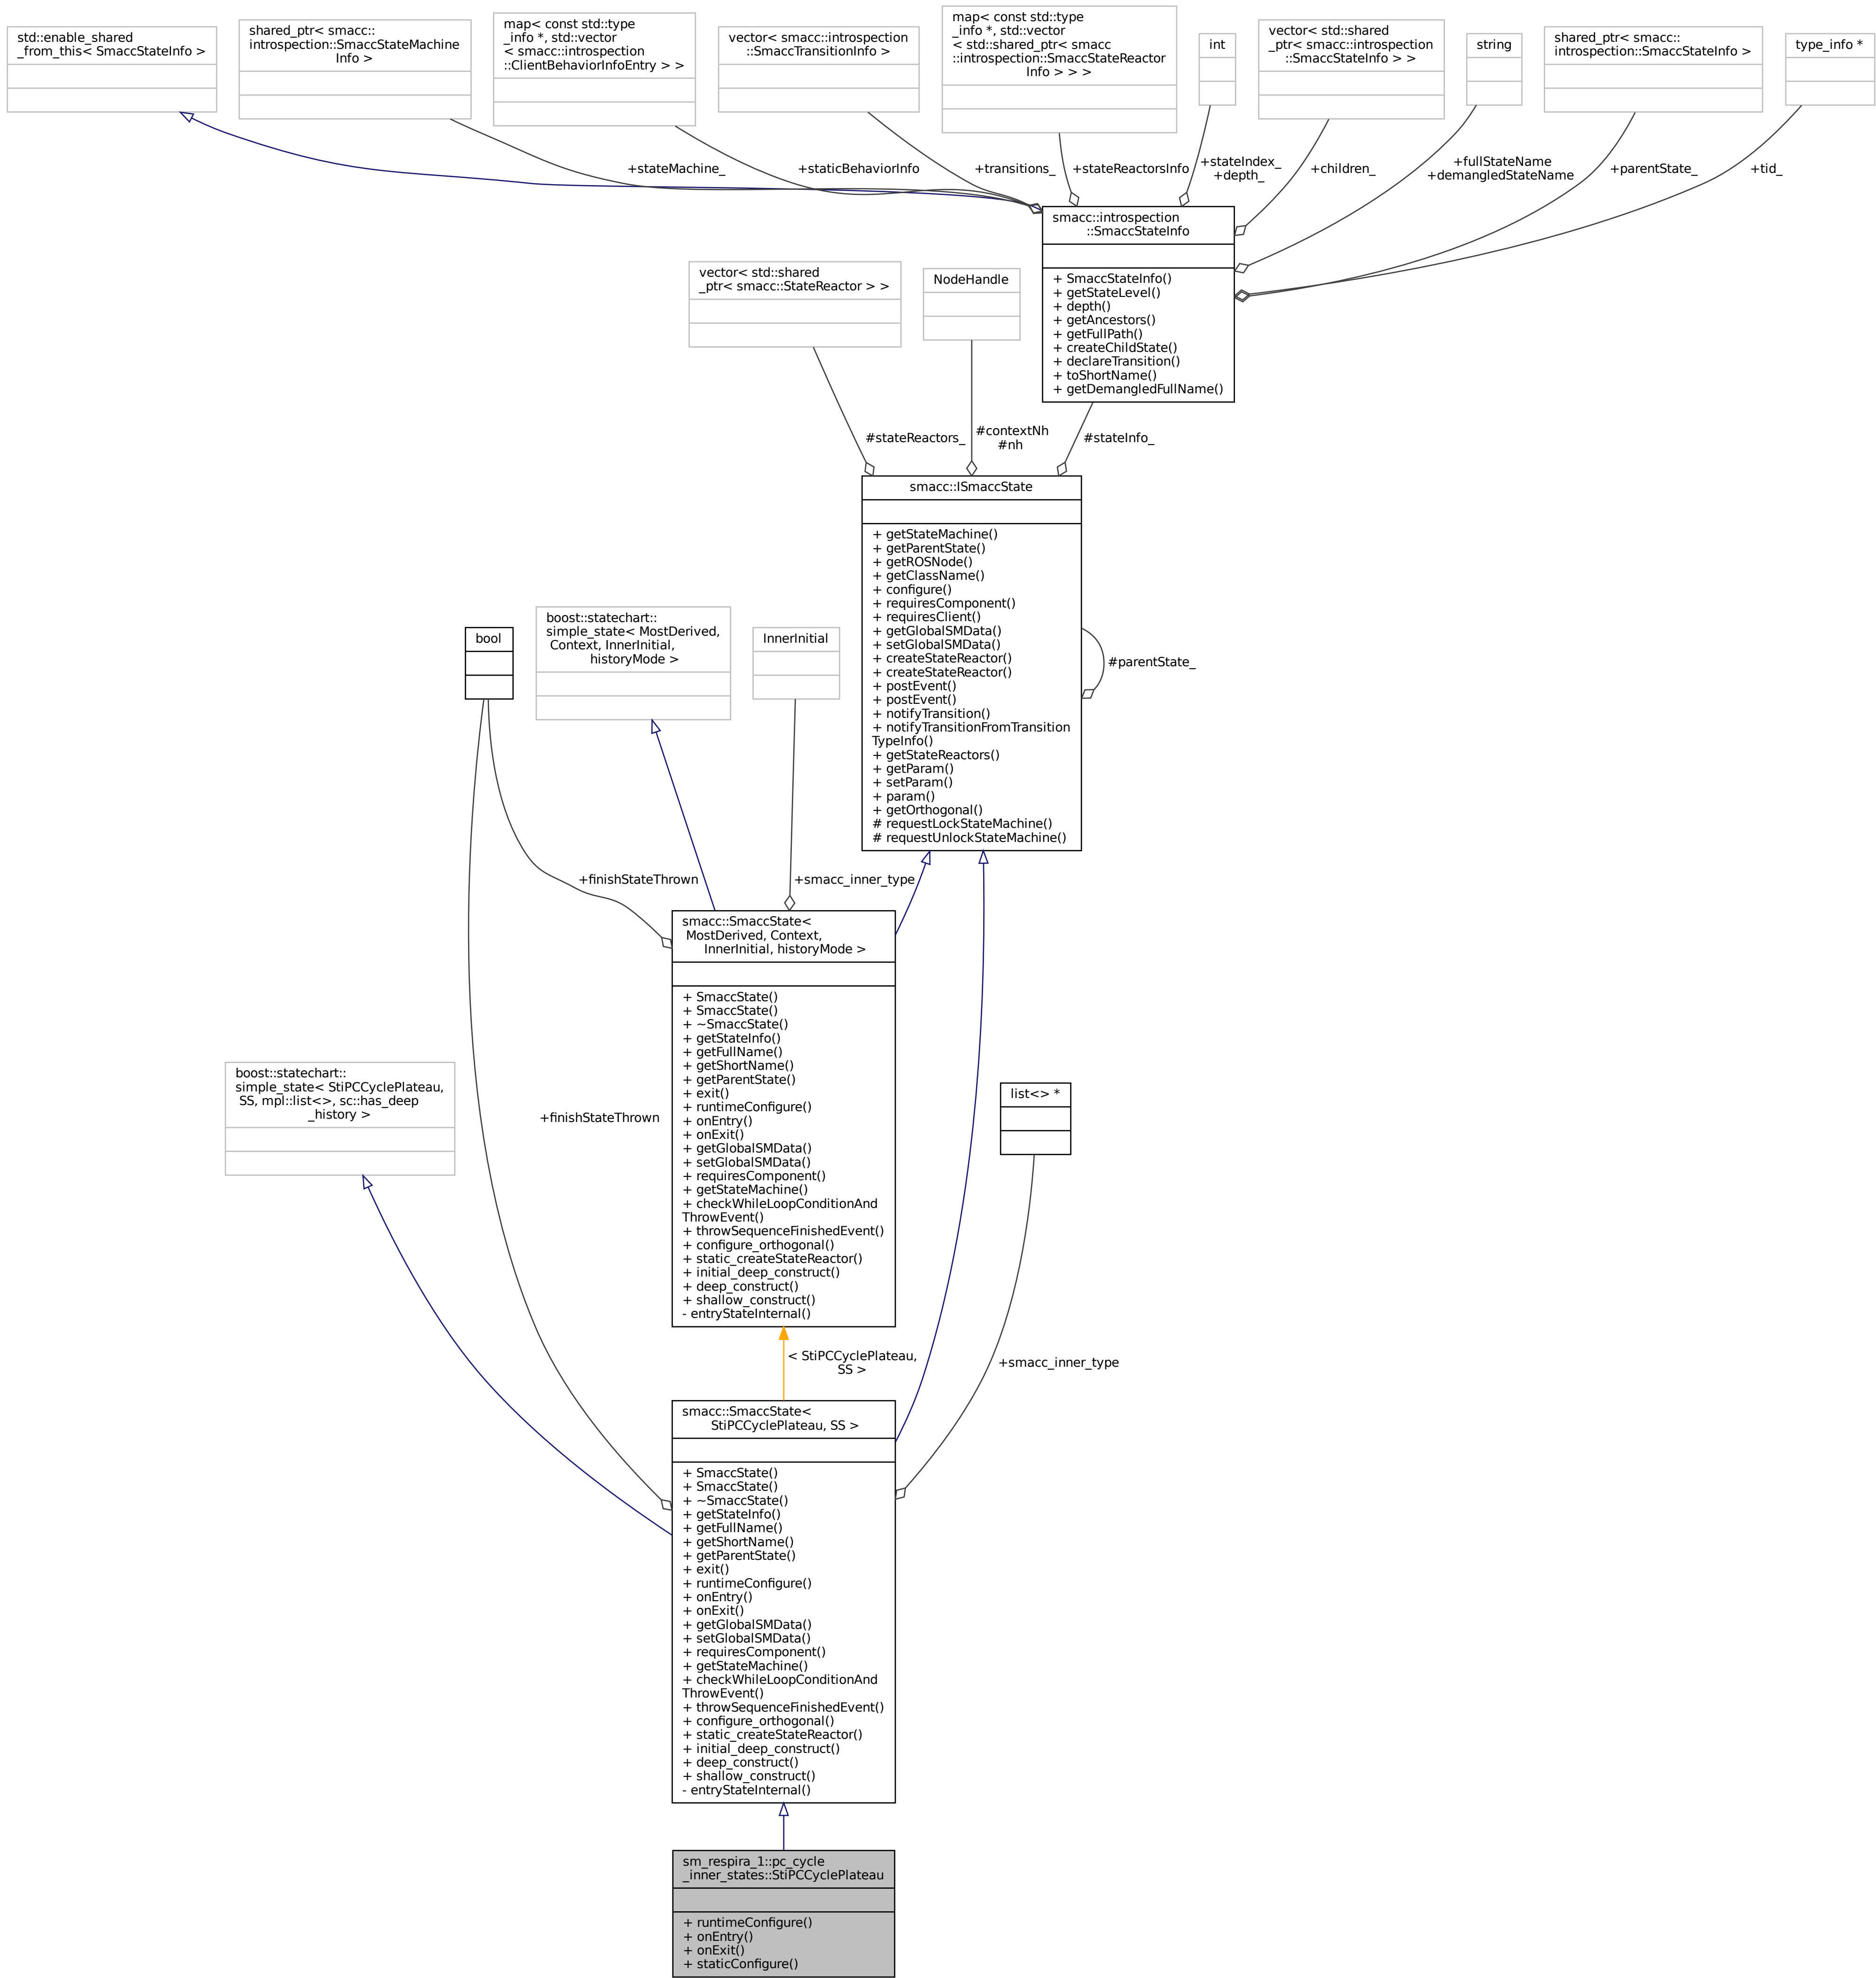 std::enable_shared
_from_this< SmaccStateInfo >
shared_ptr< smacc::
introspection::SmaccStateMachine
Info >
map< const std::type
_info *, std::vector
< smacc::introspection
::ClientBehaviorInfoEntry > >
vector< smacc::introspection
::SmaccTransitionInfo >
map< const std::type
_info *, std::vector
< std::shared_ptr< smacc
::introspection::SmaccStateReactor
Info > > >
int
vector< std::shared
_ptr< smacc::introspection
::SmaccStateInfo > >
string
shared_ptr< smacc::
introspection::SmaccStateInfo >
type_info *
+stateMachine_
+staticBehaviorInfo
+transitions_
+stateReactorsInfo
+stateIndex_
+depth_
+children_
+fullStateName
+demangledStateName
+parentState_
+tid_
smacc::introspection
::SmaccStateInfo
+ SmaccStateInfo()
+ getStateLevel()
+ depth()
+ getAncestors()
+ getFullPath()
+ createChildState()
+ declareTransition()
+ toShortName()
+ getDemangledFullName()
vector< std::shared
_ptr< smacc::StateReactor > >
NodeHandle
#stateReactors_
#contextNh
#nh
#stateInfo_
smacc::ISmaccState
+ getStateMachine()
+ getParentState()
+ getROSNode()
+ getClassName()
+ configure()
+ requiresComponent()
+ requiresClient()
+ getGlobalSMData()
+ setGlobalSMData()
+ createStateReactor()
+ createStateReactor()
+ postEvent()
+ postEvent()
+ notifyTransition()
+ notifyTransitionFromTransition
TypeInfo()
+ getStateReactors()
+ getParam()
+ setParam()
+ param()
+ getOrthogonal()
# requestLockStateMachine()
# requestUnlockStateMachine()
#parentState_
bool
boost::statechart::
simple_state< MostDerived,
Context, InnerInitial,
historyMode >
InnerInitial
+finishStateThrown
+smacc_inner_type
smacc::SmaccState<
MostDerived, Context,
InnerInitial, historyMode >
+ SmaccState()
+ SmaccState()
+ ~SmaccState()
+ getStateInfo()
+ getFullName()
+ getShortName()
+ getParentState()
+ exit()
+ runtimeConfigure()
+ onEntry()
+ onExit()
+ getGlobalSMData()
+ setGlobalSMData()
+ requiresComponent()
+ getStateMachine()
+ checkWhileLoopConditionAnd
ThrowEvent()
+ throwSequenceFinishedEvent()
+ configure_orthogonal()
+ static_createStateReactor()
+ initial_deep_construct()
+ deep_construct()
+ shallow_construct()
- entryStateInternal()
boost::statechart::
simple_state< StiPCCyclePlateau,
SS, mpl::list<>, sc::has_deep
_history >
+finishStateThrown
list<> *
< StiPCCyclePlateau,
SS >
+smacc_inner_type
smacc::SmaccState<
StiPCCyclePlateau, SS >
+ SmaccState()
+ SmaccState()
+ ~SmaccState()
+ getStateInfo()
+ getFullName()
+ getShortName()
+ getParentState()
+ exit()
+ runtimeConfigure()
+ onEntry()
+ onExit()
+ getGlobalSMData()
+ setGlobalSMData()
+ requiresComponent()
+ getStateMachine()
+ checkWhileLoopConditionAnd
ThrowEvent()
+ throwSequenceFinishedEvent()
+ configure_orthogonal()
+ static_createStateReactor()
+ initial_deep_construct()
+ deep_construct()
+ shallow_construct()
- entryStateInternal()
sm_respira_1::pc_cycle
_inner_states::StiPCCyclePlateau
+ runtimeConfigure()
+ onEntry()
+ onExit()
+ staticConfigure()